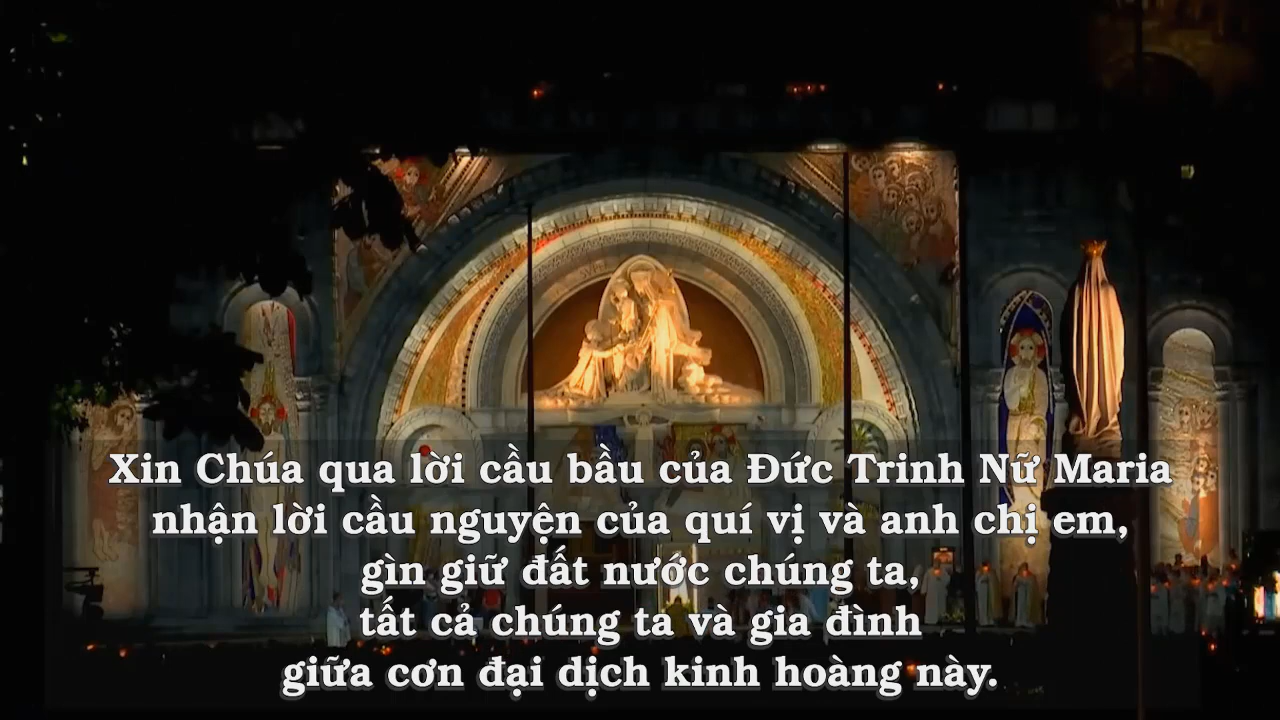 Xin Chúa qua lời cầu bầu của Đức Trinh Nữ Maria
nhận lời cầu nguyện của quí vị và anh chị em,
gìn giữ đất nước chúng ta,
tất cả chúng ta và gia đình
giữa cơn đại dịch kinh hoàng này.